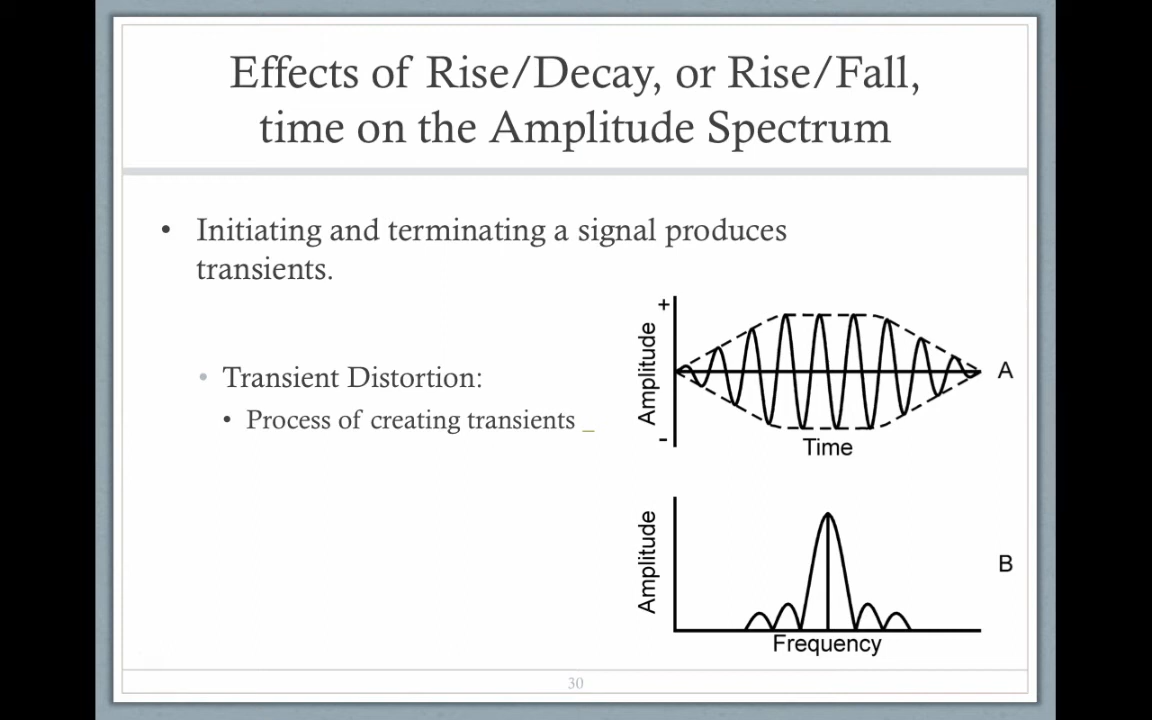 Effects of Rise/Decay, or Rise/Fall,
time on the Amplitude Spectrum
• Initiating and terminating a signal produces
transients.
• Transient Distortion:
• Process of creating transients _
+
Amplitude
-
Time
A
Amplitude
Frequency
B
30